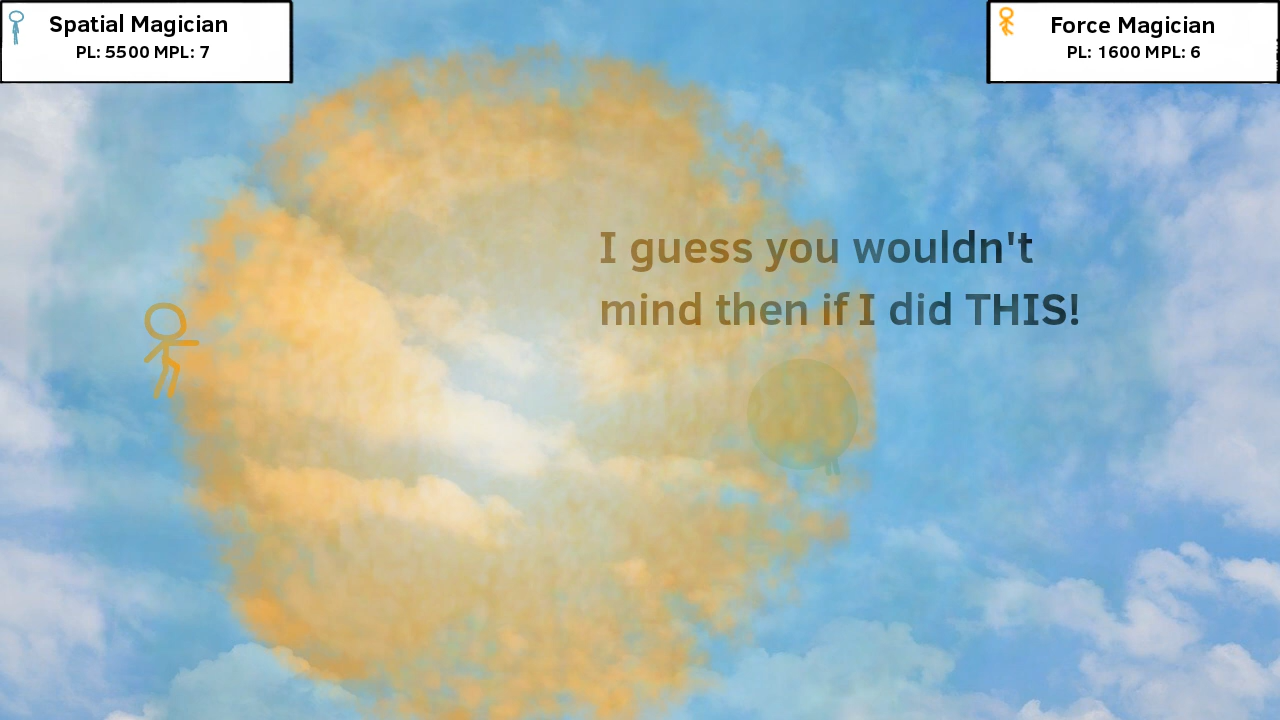 Spatial Magician
PL: 5500 MPL: 7
Force Magician
PL: 1600 MPL: 6
I guess you wouldn't
mind then if I did THIS!